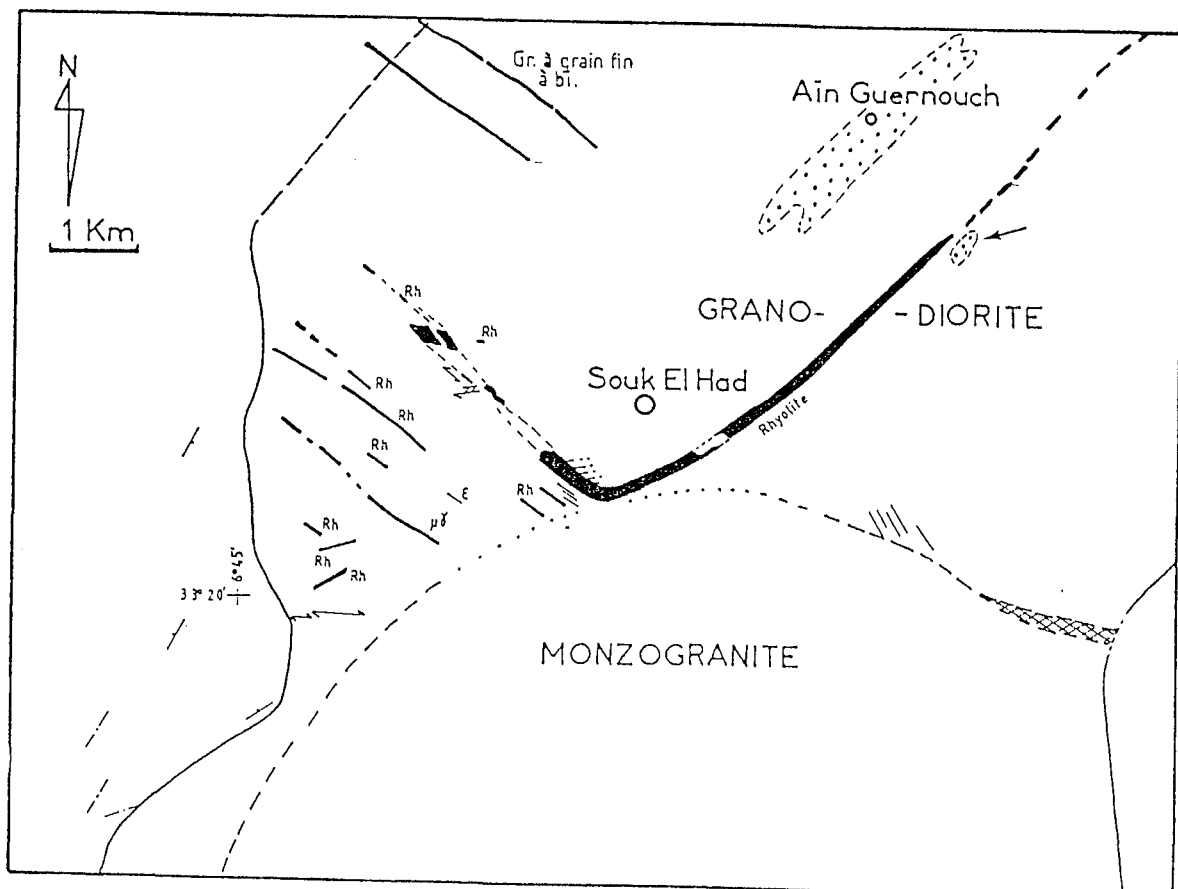 N
1 Km
Gr. à grain fin
à bi.
Aïn Guernouch
GRANO- -DIORITE
Souk El Had
Rhyolite
Rh
Rh
Rh
Rh
Rh
Rh
ε
µγ
Rh
Rh
Rh
6°45'
33°20'
MONZOGRANITE